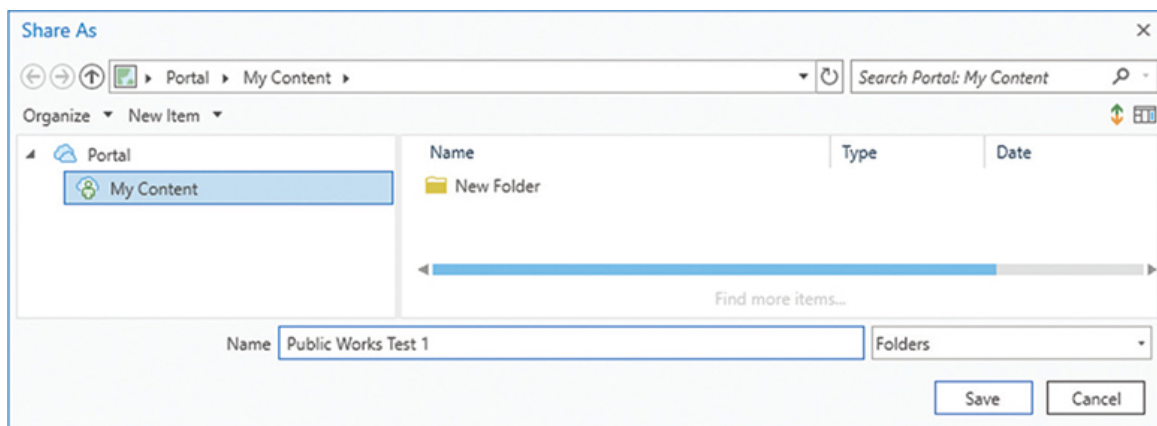 Share As
Portal My Content Search Portal: My Content
Organize New Item
Portal
My Content
Name Type Date
New Folder
Find more items...
Name Public Works Test 1 Folders
Save Cancel